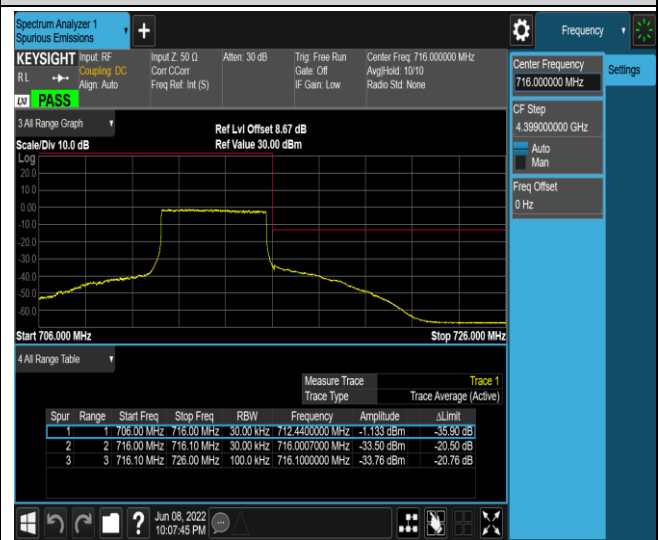 Spectrum Analyzer 1
Spurious Emissions
Frequency
KEYSIGHT
RL
Input: RF
Coupling: DC
Align: Auto
Input Z: 50 Ω
Corr CCorr
Freq Ref: Int (S)
Atten: 30 dB
Trig: Free Run
Gate: Off
IF Gain: Low
Center Freq: 716.000000 MHz
Avg|Hold: 10/10
Radio Std: None
PASS
Center Frequency
716.000000 MHz
Settings
CF Step
4.399000000 GHz
Auto
Man
Freq Offset
0 Hz
3 All Range Graph
Ref Lvl Offset 8.67 dB
Scale/Div 10.0 dB
Ref Value 30.00 dBm
Log
20.0
10.0
0.00
-10.0
-20.0
-30.0
-40.0
-50.0
-60.0
Start 706.000 MHz
Stop 726.000 MHz
4 All Range Table
Measure Trace Trace 1
Trace Type Trace Average (Active)
Spur Range Start Freq Stop Freq RBW Frequency Amplitude ΔLimit
1 1 706.00 MHz 716.00 MHz 30.00 kHz 712.4400000 MHz -1.133 dBm -35.90 dB
2 2 716.00 MHz 716.10 MHz 30.00 kHz 716.0007000 MHz -33.50 dBm -20.50 dB
3 3 716.10 MHz 726.00 MHz 100.0 kHz 716.1000000 MHz -33.76 dBm -20.76 dB
Jun 08, 2022
10:07:45 PM